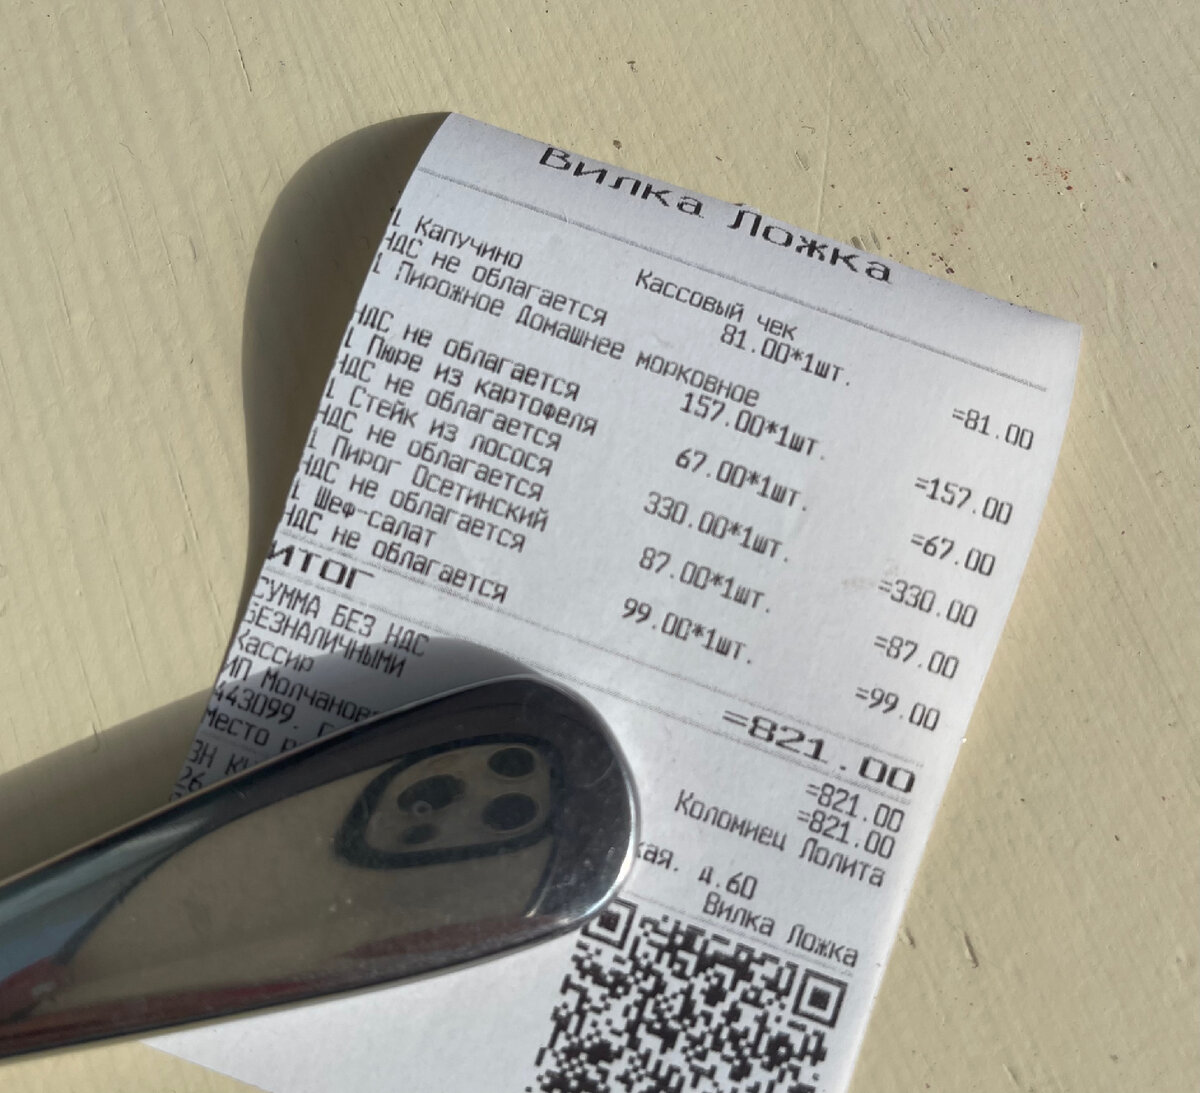 Вилка Ложка
Кассовый чек
1 Капучино
81.00*1шт. =81.00
НДС не облагается
1 Пирожное Домашнее морковное
157.00*1шт. =157.00
НДС не облагается
1 Пюре из картофеля
67.00*1шт. =67.00
НДС не облагается
1 Стейк из лосося
330.00*1шт. =330.00
НДС не облагается
1 Пирог Осетинский
87.00*1шт. =87.00
НДС не облагается
1 Шеф-салат
99.00*1шт. =99.00
НДС не облагается
ИТОГ =821.00
СУММА БЕЗ НДС =821.00
БЕЗНАЛИЧНЫМИ =821.00
Кассир Коломиец Лолита
ИП
443099. д.60
Место Вилка Ложка